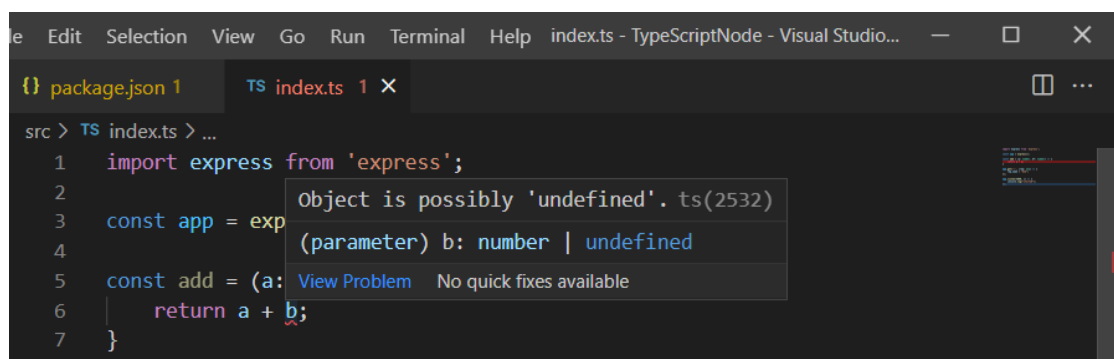 le Edit Selection View Go Run Terminal Help index.ts - TypeScriptNode - Visual Studio...
{} package.json 1 TS index.ts 1
src > TS index.ts > ...
1 import express from 'express';
2
Object is possibly 'undefined'. ts(2532)
3 const app = exp
(parameter) b: number | undefined
4
5 const add = (a:
View Problem No quick fixes available
6 return a + b;
7 }